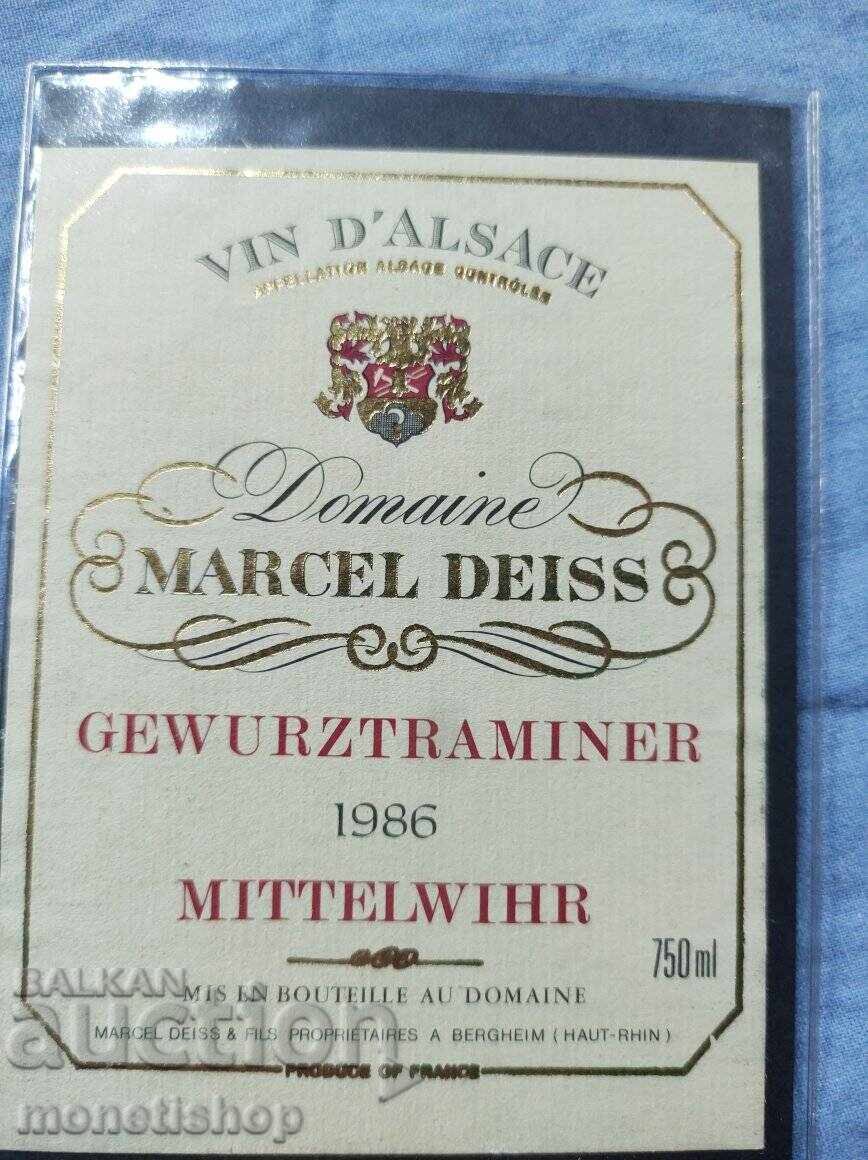 VIN D'ALSACE
APPELLATION ALSACE CONTRÔLÉE
Domaine
MARCEL DEISS
GEWURZTRAMINER
1986
MITTELWIHR
750 ml
MIS EN BOUTEILLE AU DOMAINE
MARCEL DEISS & FILS PROPRIÉTAIRES A BERGHEIM (HAUT-RHIN)
PRODUCE OF FRANCE
BALKAN
auction
monetishop